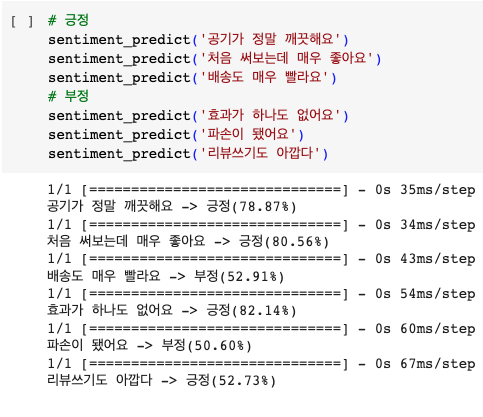 [ ] # 긍정
sentiment_predict('공기가 정말 깨끗해요')
sentiment_predict('처음 써보는데 매우 좋아요')
sentiment_predict('배송도 매우 빨라요')
# 부정
sentiment_predict('효과가 하나도 없어요')
sentiment_predict('파손이 됐어요')
sentiment_predict('리뷰쓰기도 아깝다')
1/1 [==============================] - 0s 35ms/step
공기가 정말 깨끗해요 -> 긍정(78.87%)
1/1 [==============================] - 0s 34ms/step
처음 써보는데 매우 좋아요 -> 긍정(80.56%)
1/1 [==============================] - 0s 43ms/step
배송도 매우 빨라요 -> 부정(52.91%)
1/1 [==============================] - 0s 54ms/step
효과가 하나도 없어요 -> 긍정(82.14%)
1/1 [==============================] - 0s 60ms/step
파손이 됐어요 -> 부정(50.60%)
1/1 [==============================] - 0s 67ms/step
리뷰쓰기도 아깝다 -> 긍정(52.73%)